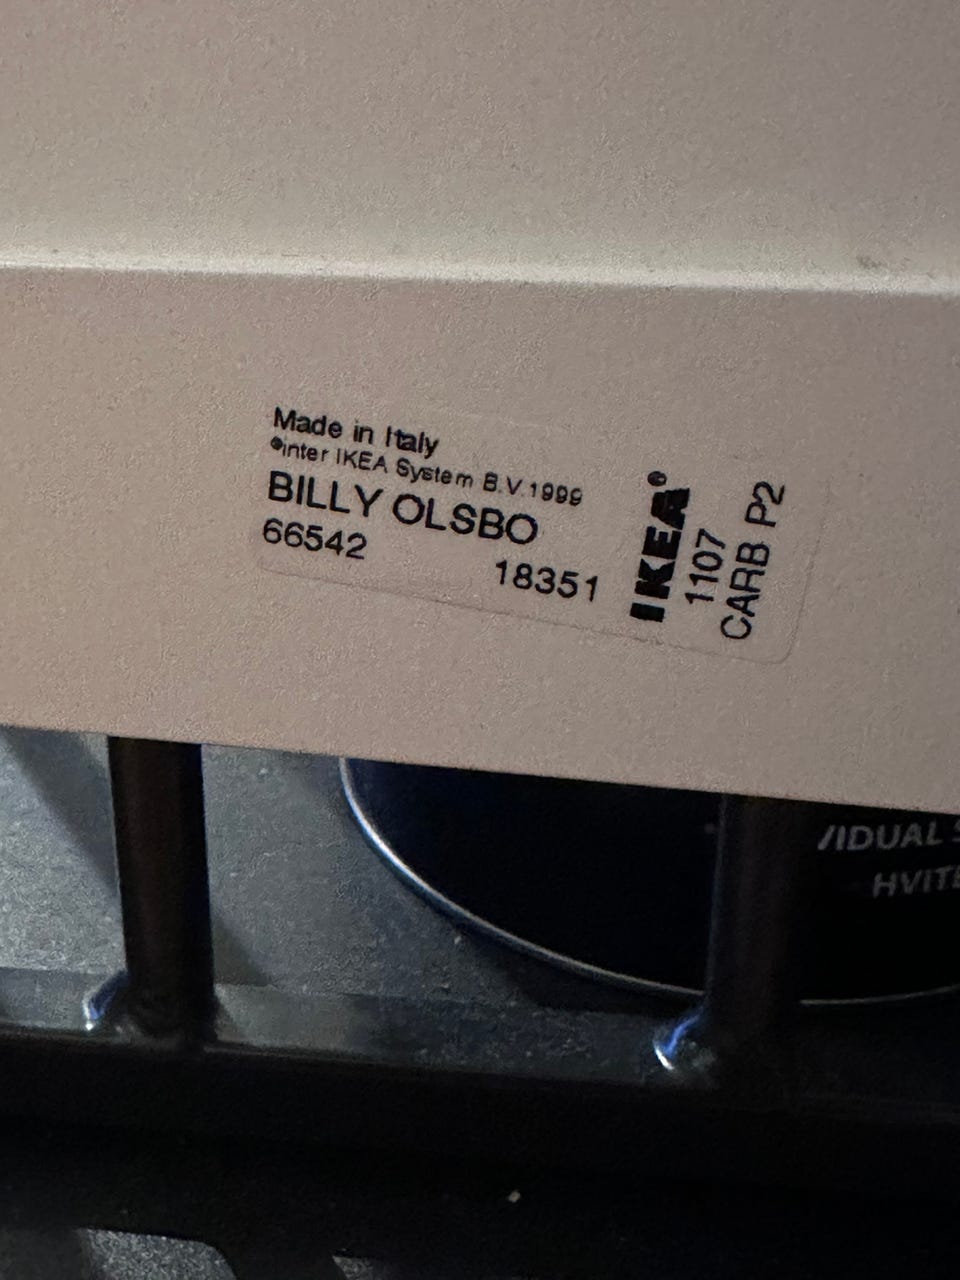 Made in Italy
©inter IKEA System B.V.1999
BILLY OLSBO
66542
18351
IKEA®
1107
CARB P2
HVITE